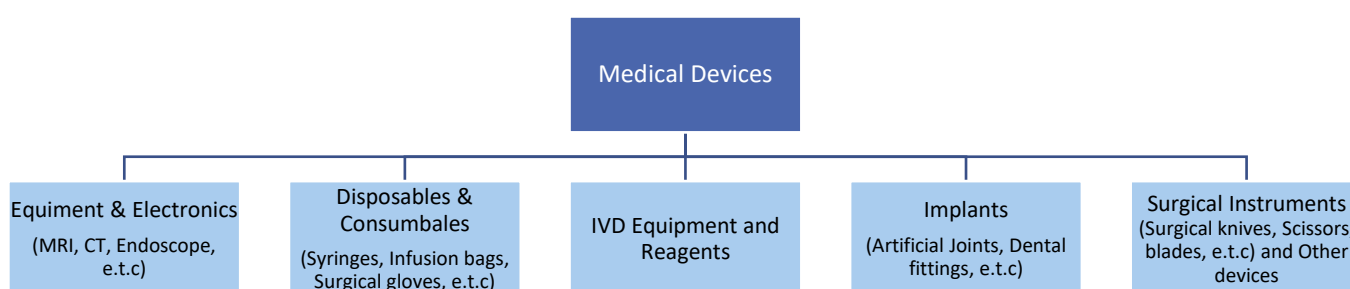 Medical Devices
Equiment & Electronics
(MRI, CT, Endoscope,
e.t.c)
Disposables &
Consumbales
(Syringes, Infusion bags,
Surgical gloves, e.t.c)
IVD Equipment and
Reagents
Implants
(Artificial Joints, Dental
fittings, e.t.c)
Surgical Instruments
(Surgical knives, Scissors,
blades, e.t.c) and Other
devices